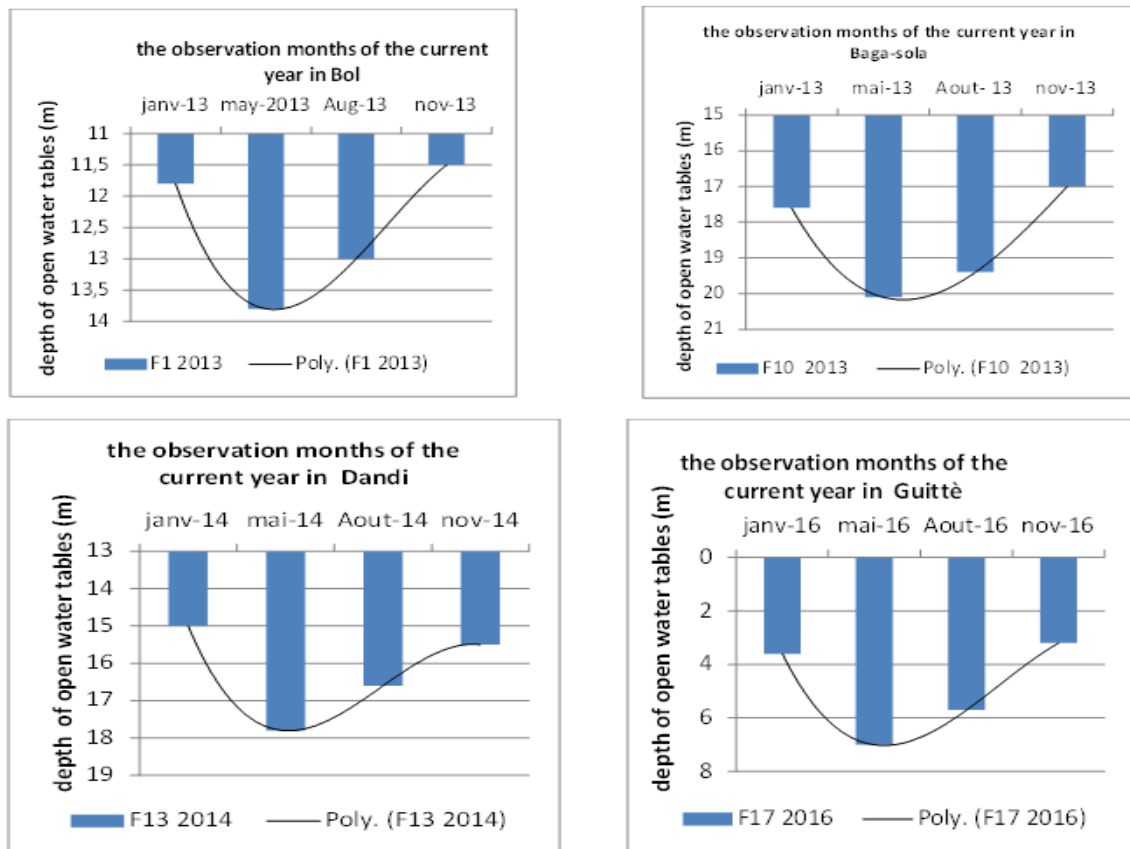 the observation months of the current
year in Bol
janv-13 may-2013 Aug-13 nov-13
depth of open water tables (m)
11
11,5
12
12,5
13
13,5
14
F1 2013 Poly. (F1 2013)
the observation months of the current year in
Baga-sola
janv-13 mai-13 Aout- 13 nov-13
depth of open water tables (m)
15
16
17
18
19
20
21
F10 2013 Poly. (F10 2013)
the observation months of the
current year in Dandi
janv-14 mai-14 Aout-14 nov-14
depth of open water tables (m)
13
14
15
16
17
18
19
F13 2014 Poly. (F13 2014)
the observation months of the
current year in Guittè
janv-16 mai-16 Aout-16 nov-16
depth of open water tables (m)
0
2
4
6
8
F17 2016 Poly. (F17 2016)